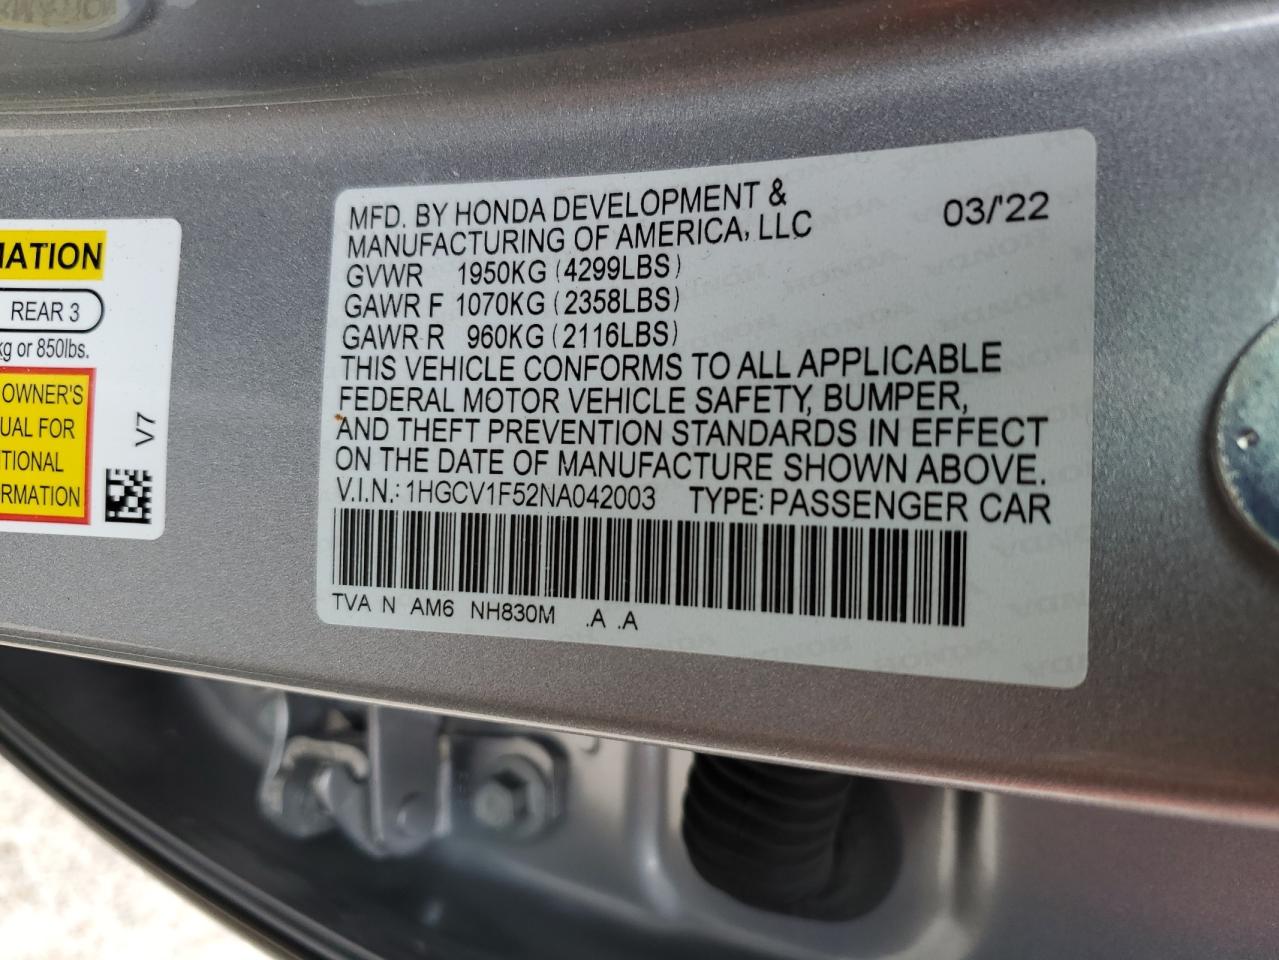 MATION
REAR 3
kg or 850lbs.
OWNER'S
UAL FOR
ITIONAL
RMATION
V7
MFD. BY HONDA DEVELOPMENT &
MANUFACTURING OF AMERICA, LLC
03/'22
GVWR 1950KG (4299LBS)
GAWR F 1070KG (2358LBS)
GAWR R 960KG (2116LBS)
THIS VEHICLE CONFORMS TO ALL APPLICABLE
FEDERAL MOTOR VEHICLE SAFETY, BUMPER,
AND THEFT PREVENTION STANDARDS IN EFFECT
ON THE DATE OF MANUFACTURE SHOWN ABOVE.
V.I.N.: 1HGCV1F52NA042003 TYPE: PASSENGER CAR
TVA N AM6 NH830M .A .A